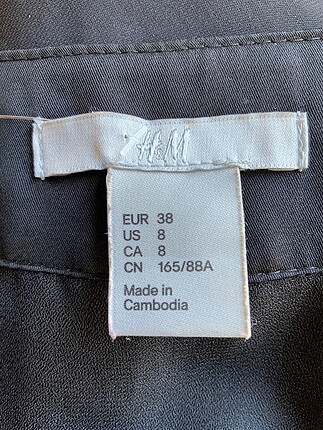 H&M
EUR 38
US 8
CA 8
CN 165/88A
Made in
Cambodia